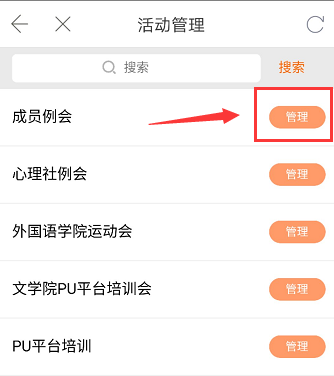 活动管理
搜索 搜索
成员例会 管理
心理社例会 管理
外国语学院运动会 管理
文学院PU平台培训会 管理
PU平台培训 管理